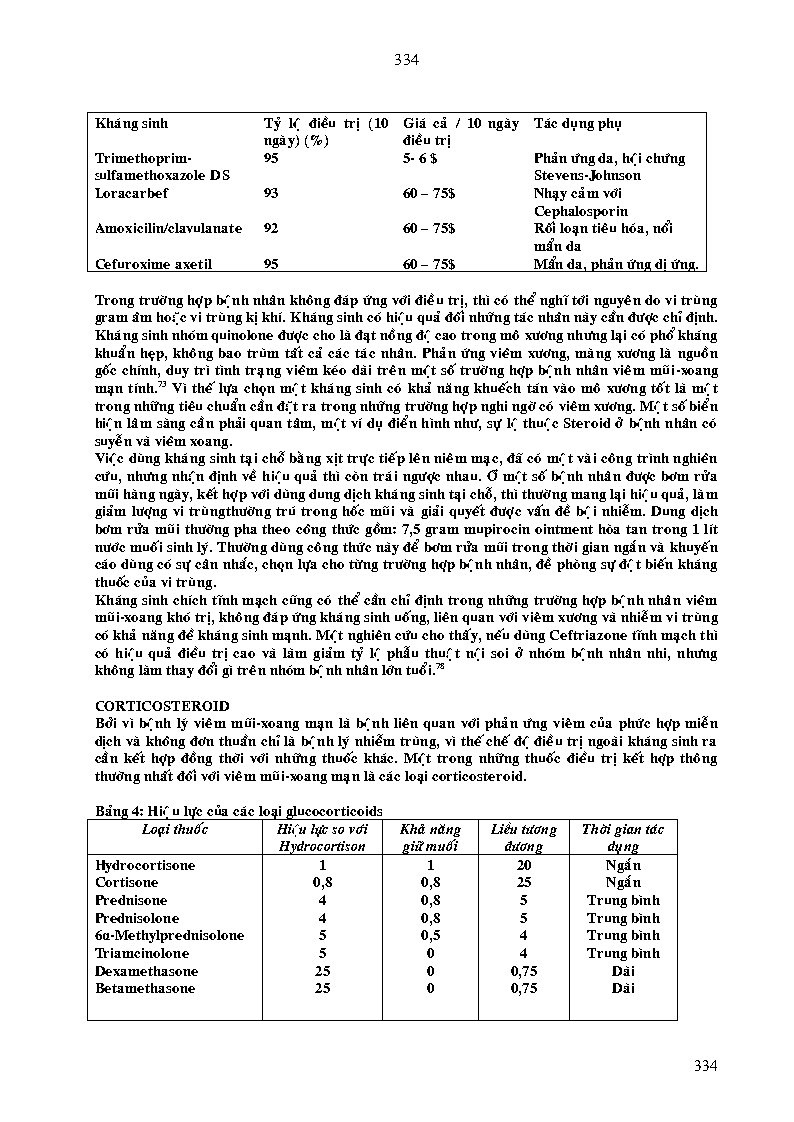 334
Kháng sinh Tỷ lệ điều trị (10 ngày) (%) Giá cả / 10 ngày điều trị Tác dụng phụ
Trimethoprim-sulfamethoxazole DS 95 5- 6 $ Phản ứng da, hội chứng Stevens-Johnson
Loracarbef 93 60 – 75$ Nhạy cảm với Cephalosporin
Amoxicilin/clavulanate 92 60 – 75$ Rối loạn tiêu hóa, nổi mẩn da
Cefuroxime axetil 95 60 – 75$ Mẩn da, phản ứng dị ứng.
Trong trường hợp bệnh nhân không đáp ứng với điều trị, thì có thể nghĩ tới nguyên do vi trùng
gram âm hoặc vi trùng kị khí. Kháng sinh có hiệu quả đối những tác nhân này cần được chỉ định.
Kháng sinh nhóm quinolone được cho là đạt nồng độ cao trong mô xương nhưng lại có phổ kháng
khuẩn hẹp, không bao trùm tất cả các tác nhân. Phản ứng viêm xương, màng xương là nguồn
gốc chính, duy trì tình trạng viêm kéo dài trên một số trường hợp bệnh nhân viêm mũi-xoang
mạn tính.73 Vì thế lựa chọn một kháng sinh có khả năng khuếch tán vào mô xương tốt là một
trong những tiêu chuẩn cần đặt ra trong những trường hợp nghi ngờ có viêm xương. Một số biển
hiện lâm sàng cần phải quan tâm, một ví dụ điển hình như, sự lệ thuộc Steroid ở bệnh nhân có
suyễn và viêm xoang.
Việc dùng kháng sinh tại chỗ bằng xịt trực tiếp lên niêm mạc, đã có một vài công trình nghiên
cứu, nhưng nhận định về hiệu quả thì còn trái ngược nhau. Ở một số bệnh nhân được bơm rửa
mũi hàng ngày, kết hợp với dùng dung dịch kháng sinh tại chỗ, thì thường mang lại hiệu quả, làm
giảm lượng vi trùngthường trú trong hốc mũi và giải quyết được vấn đề bội nhiễm. Dung dịch
bơm rửa mũi thường pha theo công thức gồm: 7,5 gram mupirocin ointment hòa tan trong 1 lít
nước muối sinh lý. Thường dùng công thức này để bơm rửa mũi trong thời gian ngắn và khuyến
cáo dùng có sự cân nhắc, chọn lựa cho từng trường hợp bệnh nhân, đề phòng sự đột biến kháng
thuốc của vi trùng.
Kháng sinh chích tĩnh mạch cũng có thể cần chỉ định trong những trường hợp bệnh nhân viêm
mũi-xoang khó trị, không đáp ứng kháng sinh uống, liên quan với viêm xương và nhiễm vi trùng
có khả năng đề kháng sinh mạnh. Một nghiên cứu cho thấy, nếu dùng Ceftriazone tĩnh mạch thì
có hiệu quả điều trị cao và làm giảm tỷ lệ phẫu thuật nội soi ở nhóm bệnh nhân nhi, nhưng
không làm thay đổi gì trên nhóm bệnh nhân lớn tuổi.78
CORTICOSTEROID
Bởi vì bệnh lý viêm mũi-xoang mạn là bệnh liên quan với phản ứng viêm của phức hợp miễn
dịch và không đơn thuần chỉ là bệnh lý nhiễm trùng, vì thế chế độ điều trị ngoài kháng sinh ra
cần kết hợp đồng thời với những thuốc khác. Một trong những thuốc điều trị kết hợp thông
thường nhất đối với viêm mũi-xoang mạn là các loại corticosteroid.
Bảng 4: Hiệu lực của các loại glucocorticoids
Loại thuốc Hiệu lực so với Hydrocortison Khả năng giữ muối Liều tương đương Thời gian tác dụng
Hydrocortisone 1 1 20 Ngắn
Cortisone 0,8 0,8 25 Ngắn
Prednisone 4 0,8 5 Trung bình
Prednisolone 4 0,8 5 Trung bình
6α-Methylprednisolone 5 0,5 4 Trung bình
Triamcinolone 5 0 4 Trung bình
Dexamethasone 25 0 0,75 Dài
Betamethasone 25 0 0,75 Dài
334